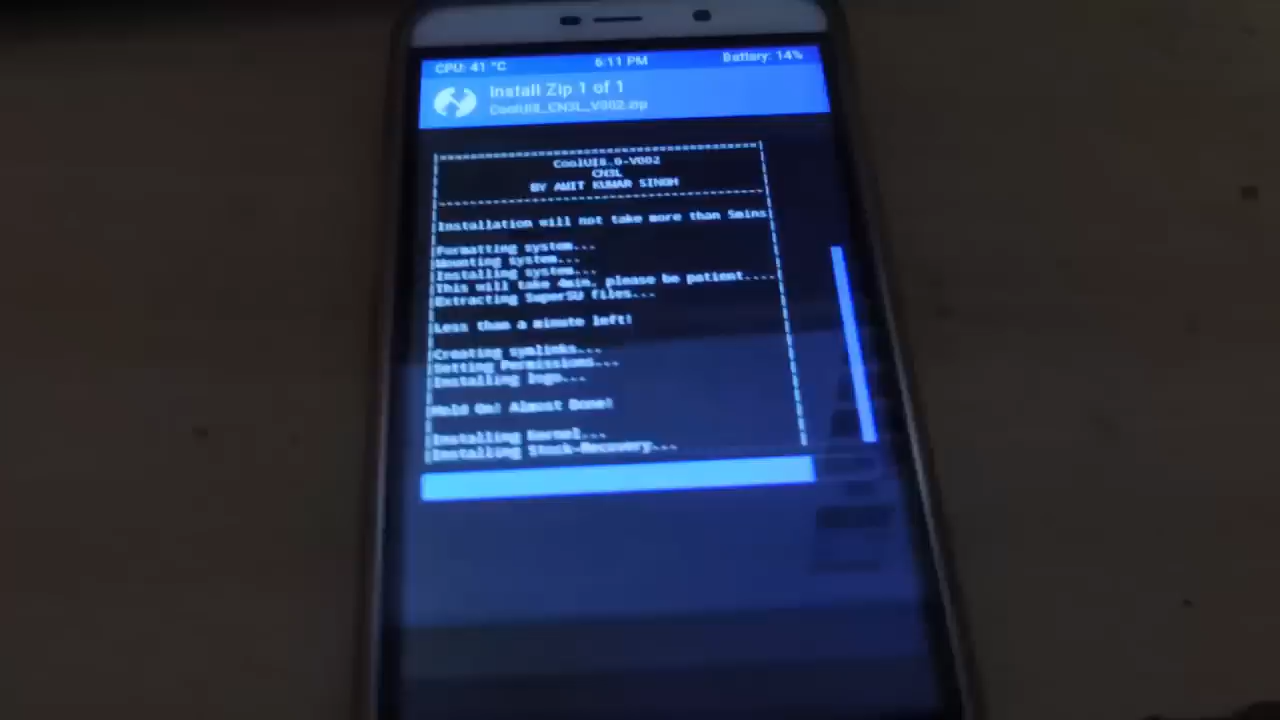 CPU: 41 °C 6:11 PM Battery: 14%
Install Zip 1 of 1
CoolUI8_CN3L_V002.zip
CoolUI8.0-V002
CN3L
BY AMIT KUMAR SINGH
Installation will not take more than 5mins
Formatting system...
Mounting system...
Installing system...
This will take 4min, please be patient....
Extracting SuperSU files...
Less than a minute left!
Creating symlinks...
Setting Permissions...
Installing logo...
Hold On! Almost Done!
Installing Kernel...
Installing Stock-Recovery...